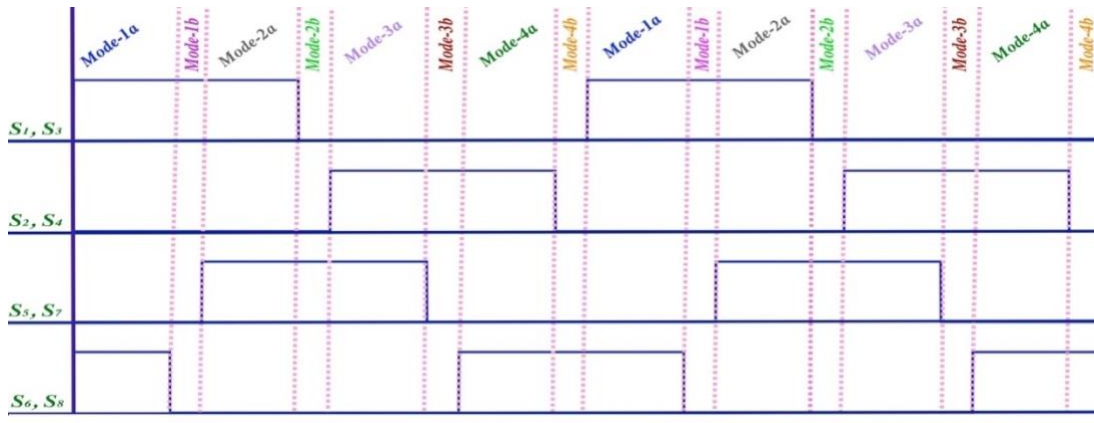 Mode-1a
Mode-1b
Mode-2a
Mode-2b
Mode-3a
Mode-3b
Mode-4a
Mode-4b
Mode-1a
Mode-1b
Mode-2a
Mode-2b
Mode-3a
Mode-3b
Mode-4a
Mode-4b
S₁, S₃
S₂, S₄
S₅, S₇
S₆, S₈